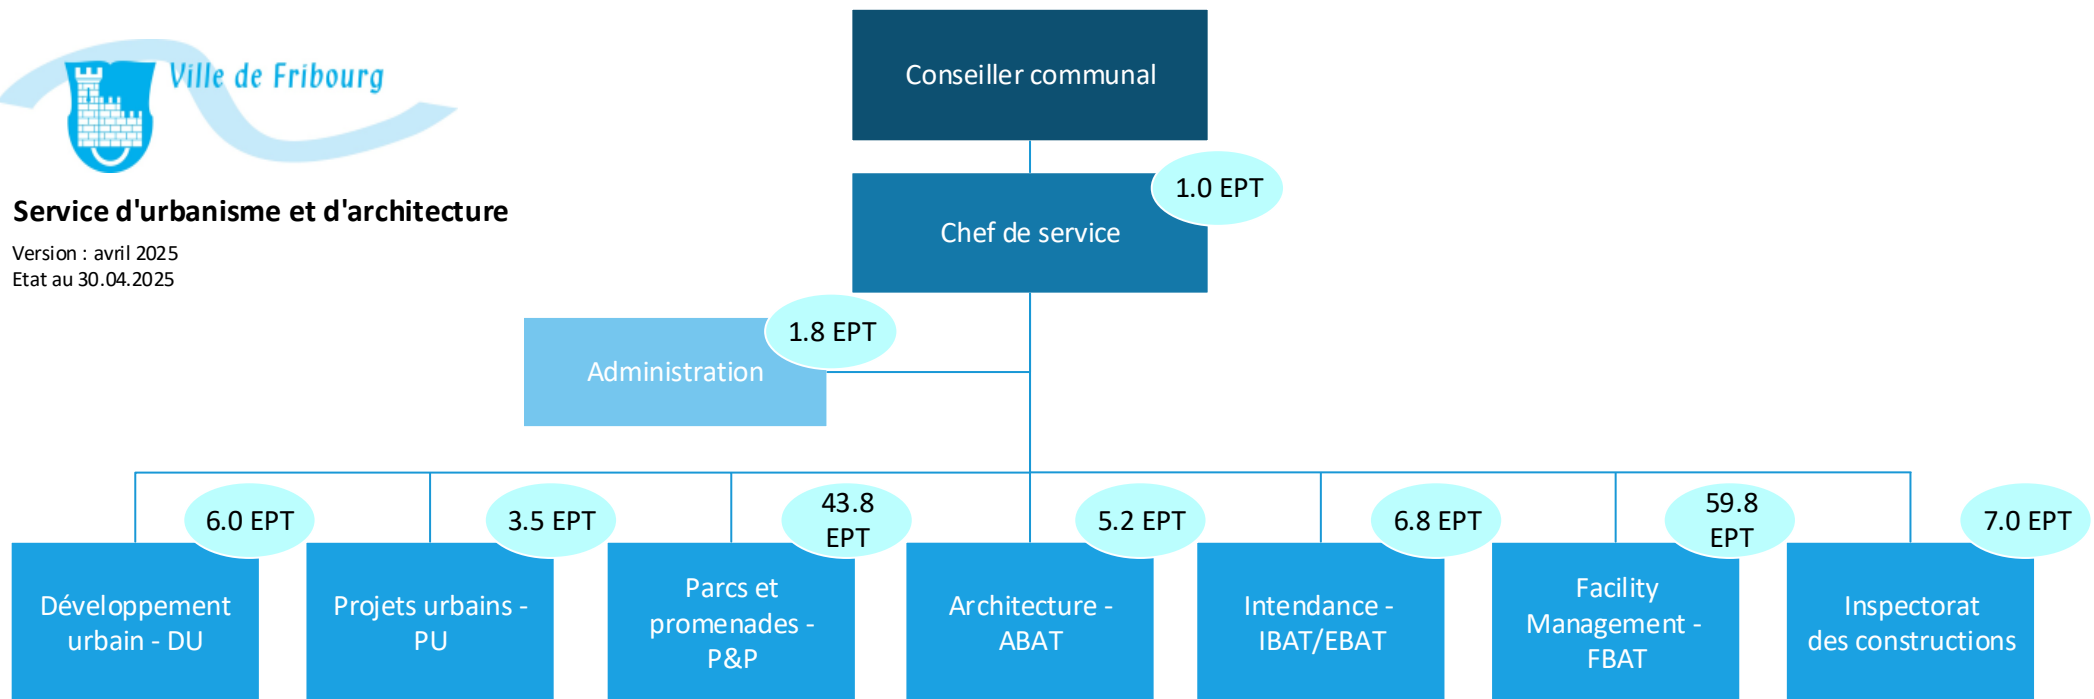 Ville de Fribourg
Service d'urbanisme et d'architecture
Version : avril 2025
Etat au 30.04.2025
Conseiller communal
1.0 EPT
Chef de service
1.8 EPT
Administration
6.0 EPT
Développement
urbain - DU
3.5 EPT
Projets urbains -
PU
43.8
EPT
Parcs et
promenades -
P&P
5.2 EPT
Architecture -
ABAT
6.8 EPT
Intendance -
IBAT/EBAT
59.8
EPT
Facility
Management -
FBAT
7.0 EPT
Inspectorat
des constructions